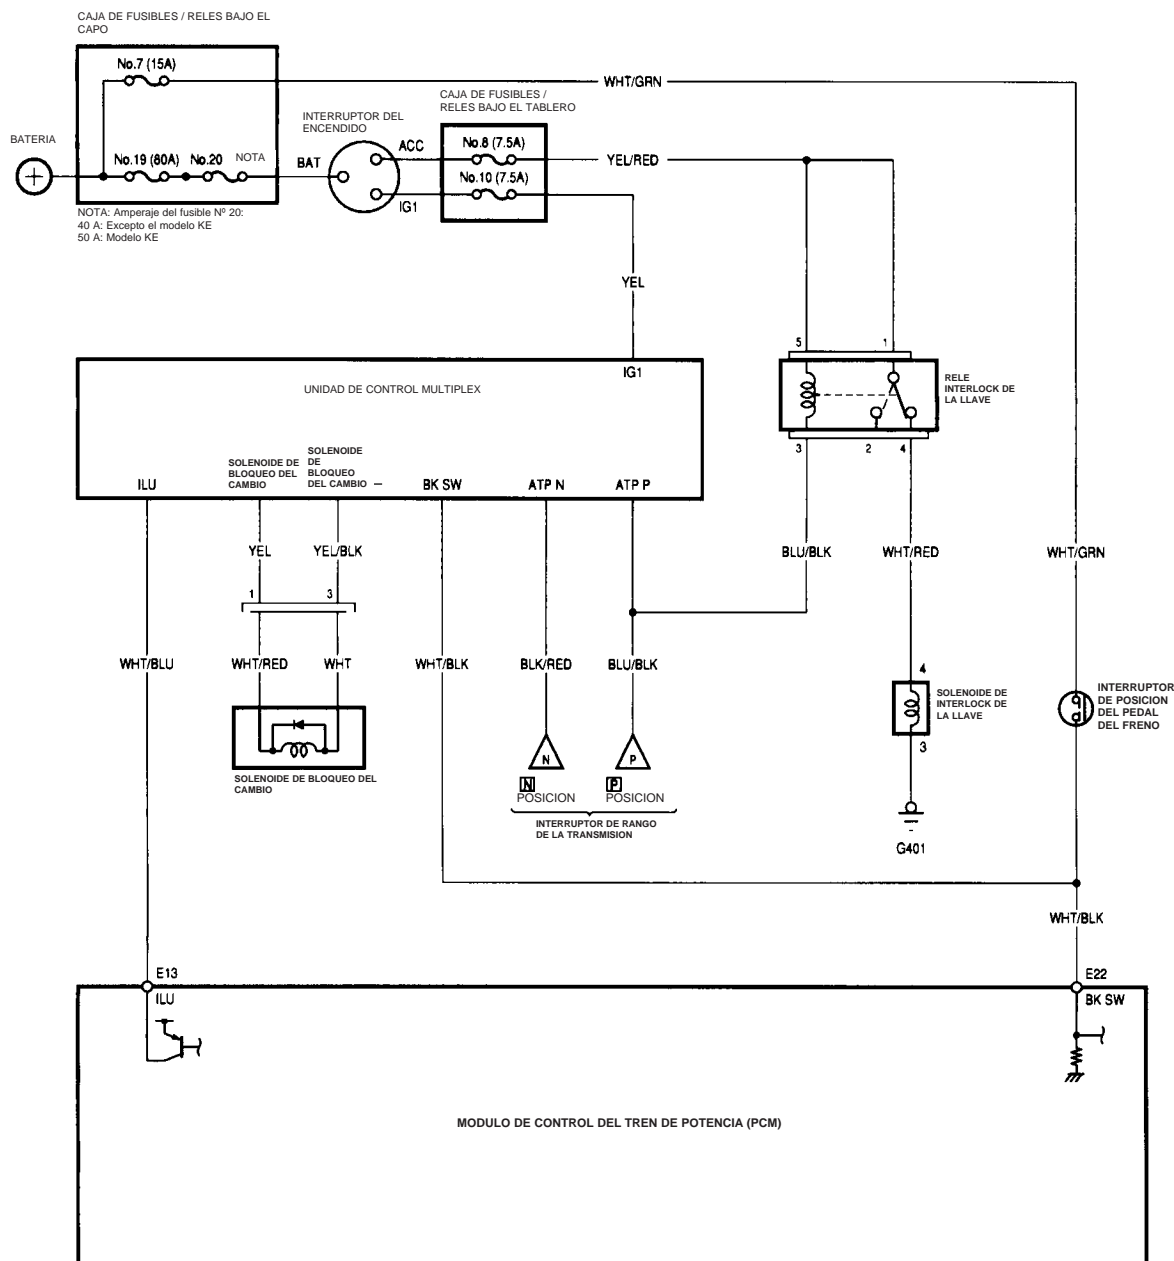 CAJA DE FUSIBLES / RELES BAJO EL
CAPO
No.7 (15A)
WHT/GRN
CAJA DE FUSIBLES /
RELES BAJO EL TABLERO
INTERRUPTOR DEL
ENCENDIDO
BATERIA
No.19 (80A)
No.20
NOTA
BAT
ACC
IG1
No.8 (7.5A)
No.10 (7.5A)
YEL/RED
NOTA: Amperaje del fusible Nº 20:
40 A: Excepto el modelo KE
50 A: Modelo KE
YEL
IG1
UNIDAD DE CONTROL MULTIPLEX
5
1
RELE
INTERLOCK DE
LA LLAVE
3
2
4
ILU
SOLENOIDE DE
BLOQUEO DEL
CAMBIO
SOLENOIDE
DE
BLOQUEO
DEL CAMBIO –
BK SW
ATP N
ATP P
YEL
YEL/BLK
BLU/BLK
WHT/RED
WHT/GRN
1
3
WHT/BLU
WHT/RED
WHT
WHT/BLK
BLK/RED
BLU/BLK
4
SOLENOIDE DE
INTERLOCK DE
LA LLAVE
3
INTERRUPTOR
DE POSICION
DEL PEDAL
DEL FRENO
SOLENOIDE DE BLOQUEO DEL
CAMBIO
N
P
N
POSICION
P
POSICION
INTERRUPTOR DE RANGO
DE LA TRANSMISION
G401
WHT/BLK
E13
ILU
E22
BK SW
MODULO DE CONTROL DEL TREN DE POTENCIA (PCM)